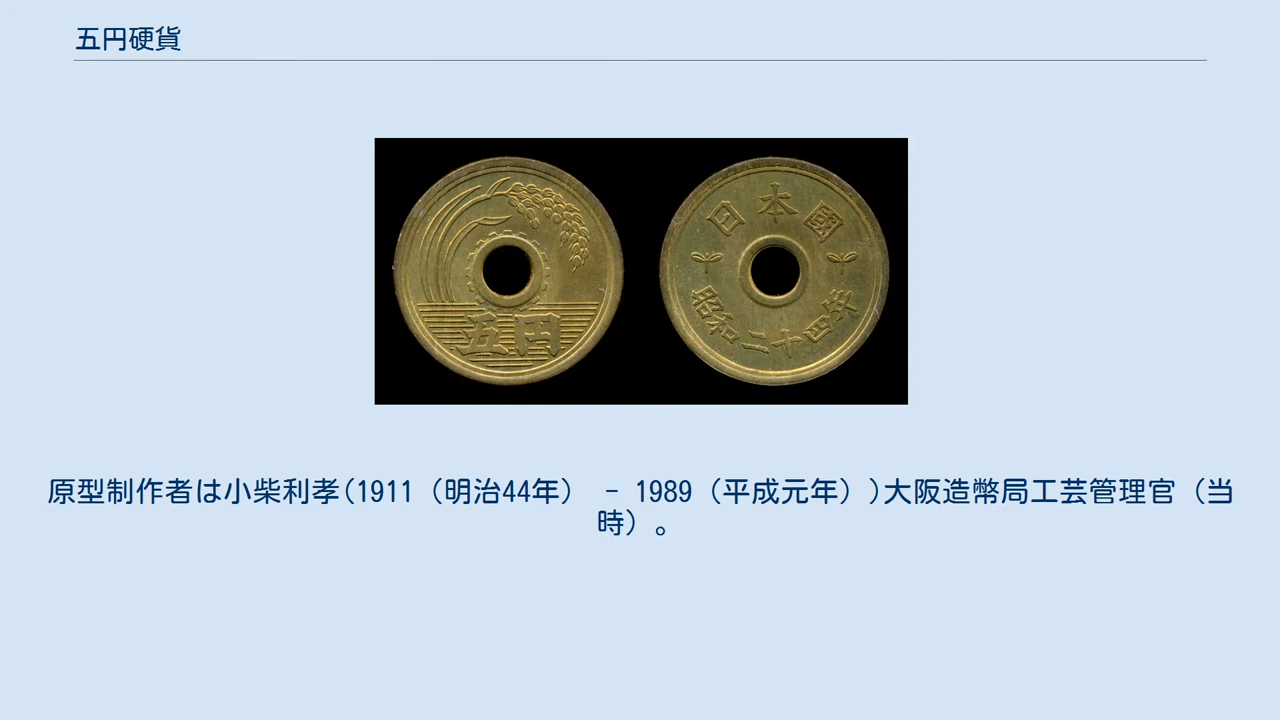 五円硬貨
五円
日本國
昭和二十四年
原型制作者は小柴利孝(1911（明治44年） - 1989（平成元年）)大阪造幣局工芸管理官（当
時）。